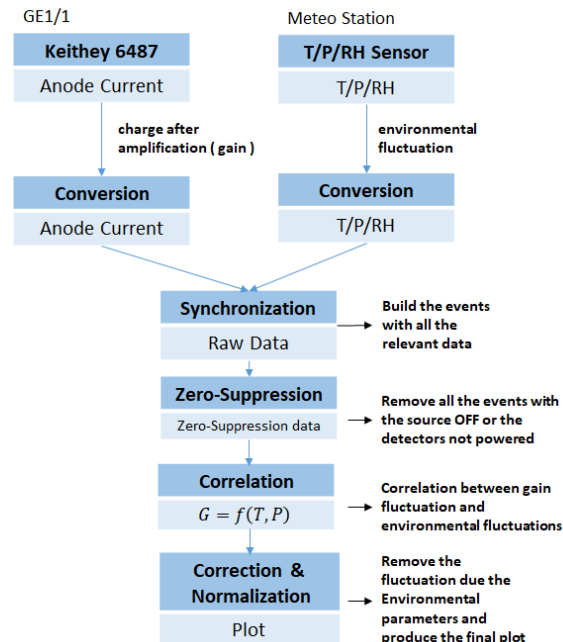 GE1/1
Meteo Station
Keithey 6487
Anode Current
T/P/RH Sensor
T/P/RH
charge after
amplification ( gain )
environmental
fluctuation
Conversion
Anode Current
Conversion
T/P/RH
Synchronization
Raw Data
Build the events
with all the
relevant data
Zero-Suppression
Zero-Suppression data
Remove all the events with
the source OFF or the
detectors not powered
Correlation
G = f(T, P)
Correlation between gain
fluctuation and
environmental fluctuations
Correction &
Normalization
Plot
Remove the
fluctuation due the
Environmental
parameters and
produce the final plot